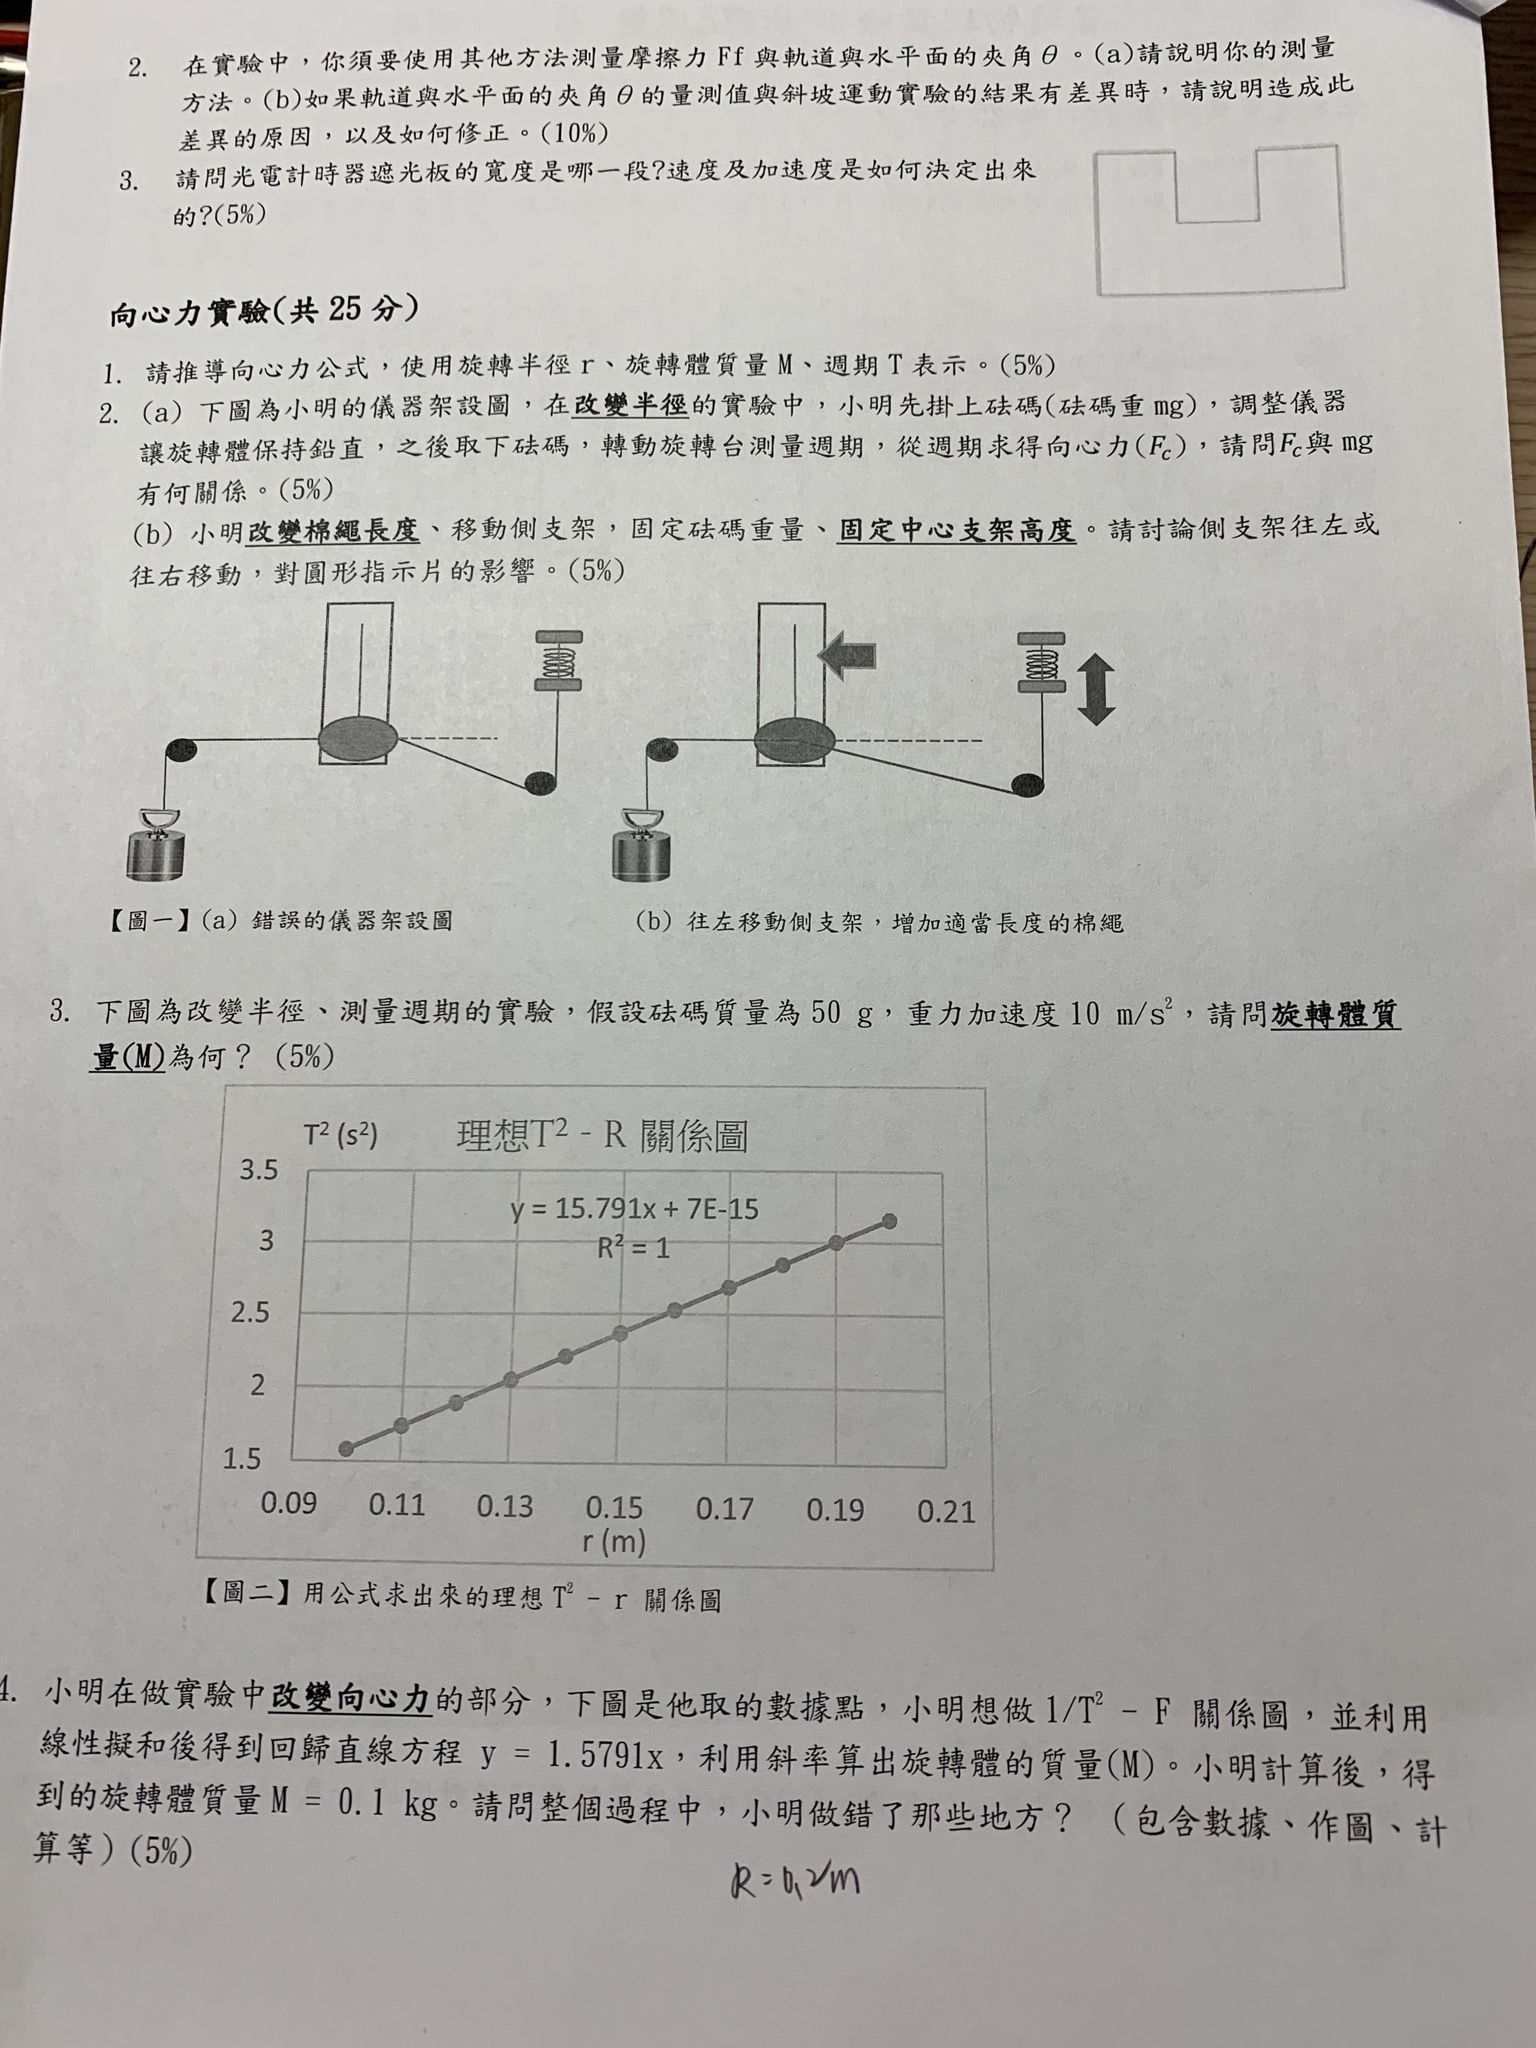 2. 在實驗中，你須要使用其他方法測量摩擦力 Ff 與軌道與水平面的夾角θ。(a)請說明你的測量
方法。(b)如果軌道與水平面的夾角θ的量測值與斜坡運動實驗的結果有差異時，請說明造成此
差異的原因，以及如何修正。(10%)
3. 請問光電計時器遮光板的寬度是哪一段?速度及加速度是如何決定出來
的?(5%)
向心力實驗(共 25 分)
1. 請推導向心力公式，使用旋轉半徑 r、旋轉體質量 M、週期 T 表示。(5%)
2. (a) 下圖為小明的儀器架設圖，在改變半徑的實驗中，小明先掛上砝碼(砝碼重 mg)，調整儀器
讓旋轉體保持鉛直，之後取下砝碼，轉動旋轉台測量週期，從週期求得向心力(Fc)，請問Fc與 mg
有何關係。(5%)
(b) 小明改變棉繩長度、移動側支架，固定砝碼重量、固定中心支架高度。請討論側支架往左或
往右移動，對圓形指示片的影響。(5%)
【圖一】(a) 錯誤的儀器架設圖
(b) 往左移動側支架，增加適當長度的棉繩
3. 下圖為改變半徑、測量週期的實驗，假設砝碼質量為 50 g，重力加速度 10 m/s²，請問旋轉體質
量(M)為何？ (5%)
T² (s²) 理想T² - R 關係圖
3.5
y = 15.791x + 7E-15
3
R² = 1
2.5
2
1.5
0.09 0.11 0.13 0.15 0.17 0.19 0.21
r (m)
【圖二】用公式求出來的理想 T² - r 關係圖
4. 小明在做實驗中改變向心力的部分，下圖是他取的數據點，小明想做 1/T² - F 關係圖，並利用
線性擬和後得到回歸直線方程 y = 1.5791x，利用斜率算出旋轉體的質量(M)。小明計算後，得
到的旋轉體質量 M = 0.1 kg。請問整個過程中，小明做錯了那些地方？ （包含數據、作圖、計
算等）(5%)
R=0.2m